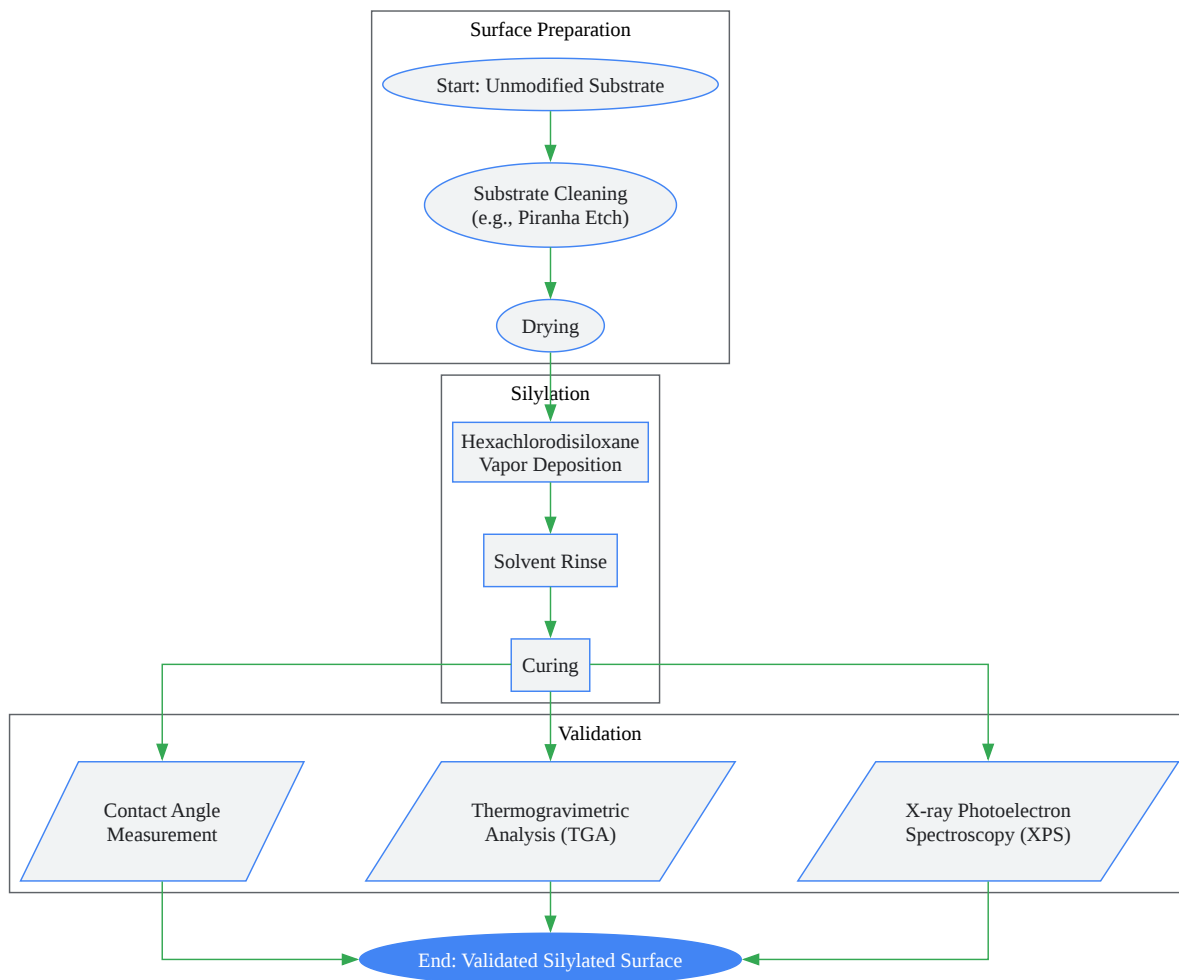 Surface Preparation
Start: Unmodified Substrate
Substrate Cleaning
(e.g., Piranha Etch)
Drying
Silylation
Hexachlorodisiloxane
Vapor Deposition
Solvent Rinse
Curing
Validation
Contact Angle
Measurement
Thermogravimetric
Analysis (TGA)
X-ray Photoelectron
Spectroscopy (XPS)
End: Validated Silylated Surface